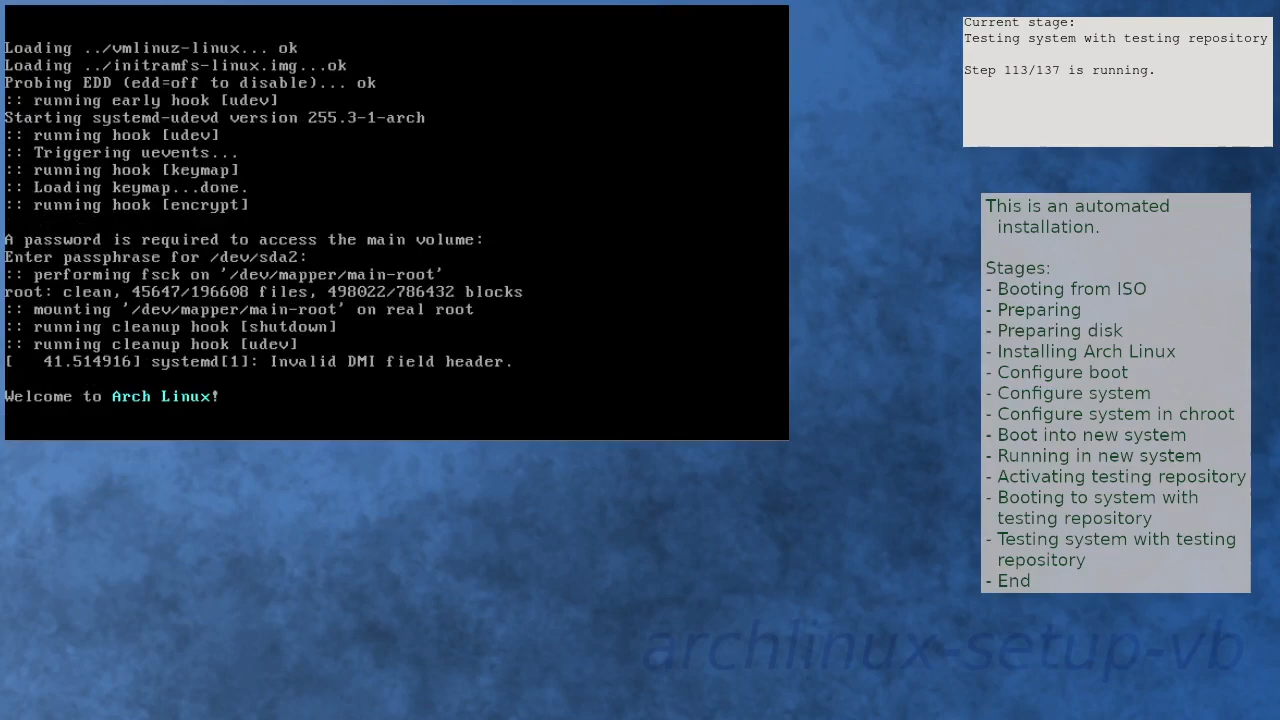 Loading ../vmlinuz-linux... ok
Loading ../initramfs-linux.img...ok
Probing EDD (edd=off to disable)... ok
:: running early hook [udev]
Starting systemd-udevd version 255.3-1-arch
:: running hook [udev]
:: Triggering uevents...
:: running hook [keymap]
:: Loading keymap...done.
:: running hook [encrypt]

A password is required to access the main volume:
Enter passphrase for /dev/sda2:
:: performing fsck on '/dev/mapper/main-root'
root: clean, 45647/196608 files, 498022/786432 blocks
:: mounting '/dev/mapper/main-root' on real root
:: running cleanup hook [shutdown]
:: running cleanup hook [udev]
[   41.514916] systemd[1]: Invalid DMI field header.

Welcome to Arch Linux!

Current stage:
Testing system with testing repository

Step 113/137 is running.

This is an automated
installation.

Stages:
- Booting from ISO
- Preparing
- Preparing disk
- Installing Arch Linux
- Configure boot
- Configure system
- Configure system in chroot
- Boot into new system
- Running in new system
- Activating testing repository
- Booting to system with
testing repository
- Testing system with testing
repository
- End

archlinux-setup-vb